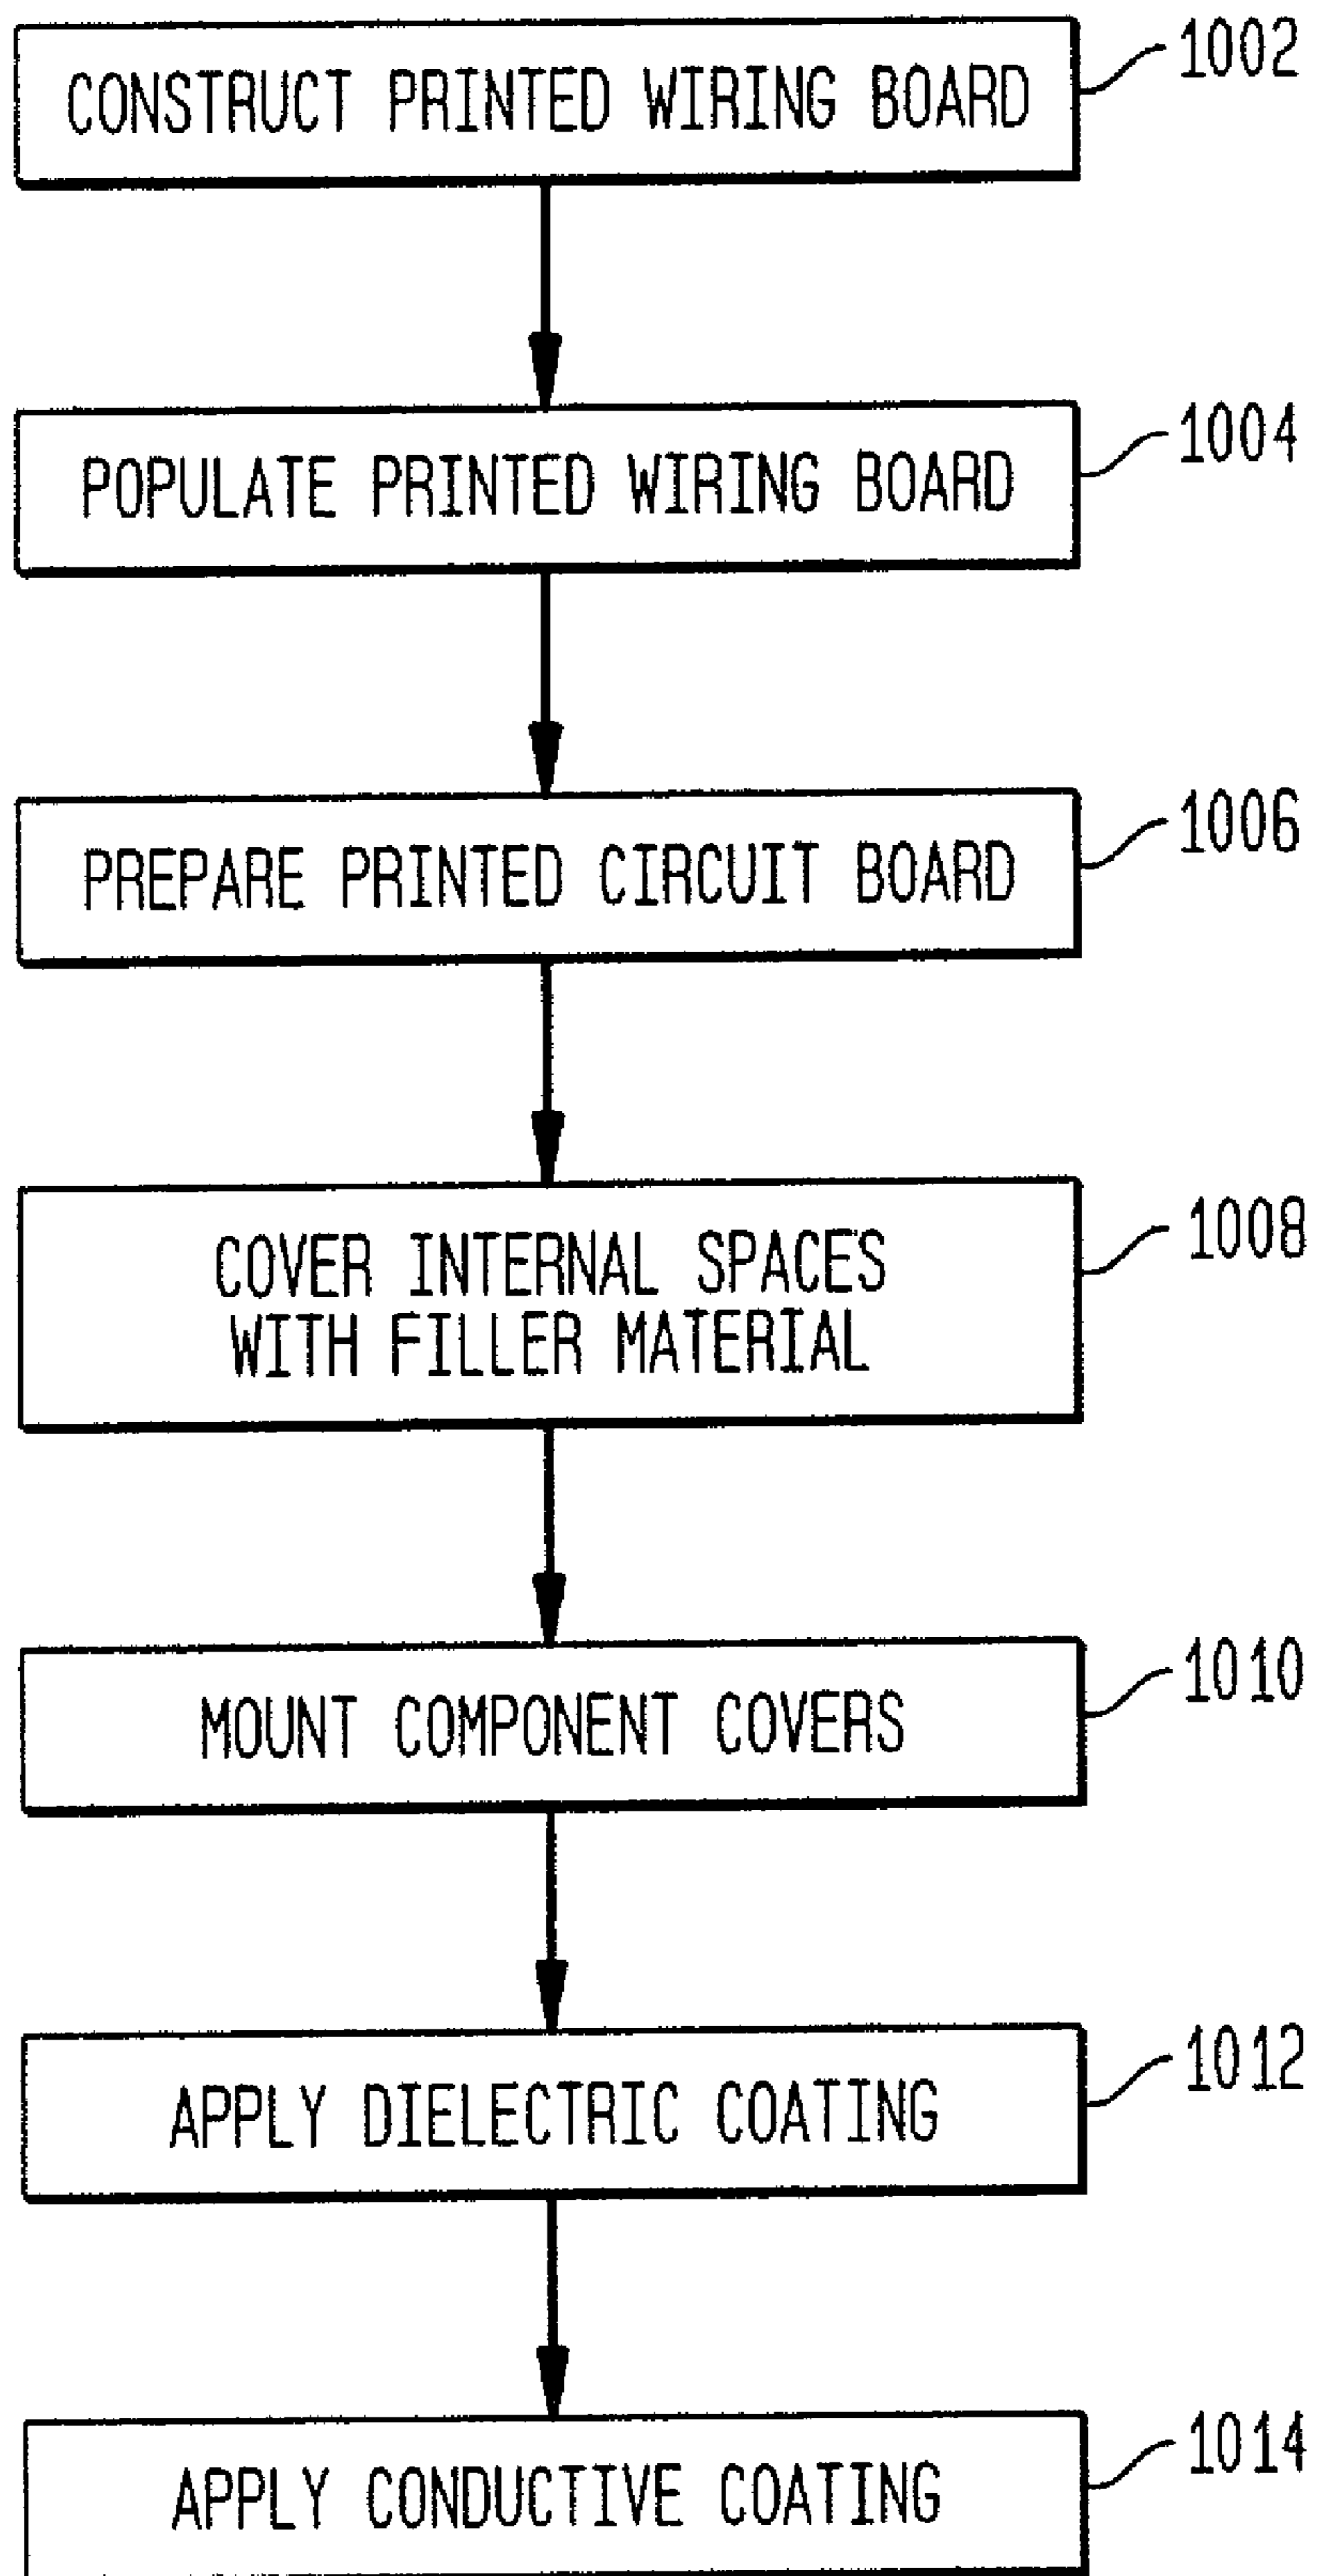 CONSTRUCT PRINTED WIRING BOARD
1002
POPULATE PRINTED WIRING BOARD
1004
PREPARE PRINTED CIRCUIT BOARD
1006
COVER INTERNAL SPACES
WITH FILLER MATERIAL
1008
MOUNT COMPONENT COVERS
1010
APPLY DIELECTRIC COATING
1012
APPLY CONDUCTIVE COATING
1014